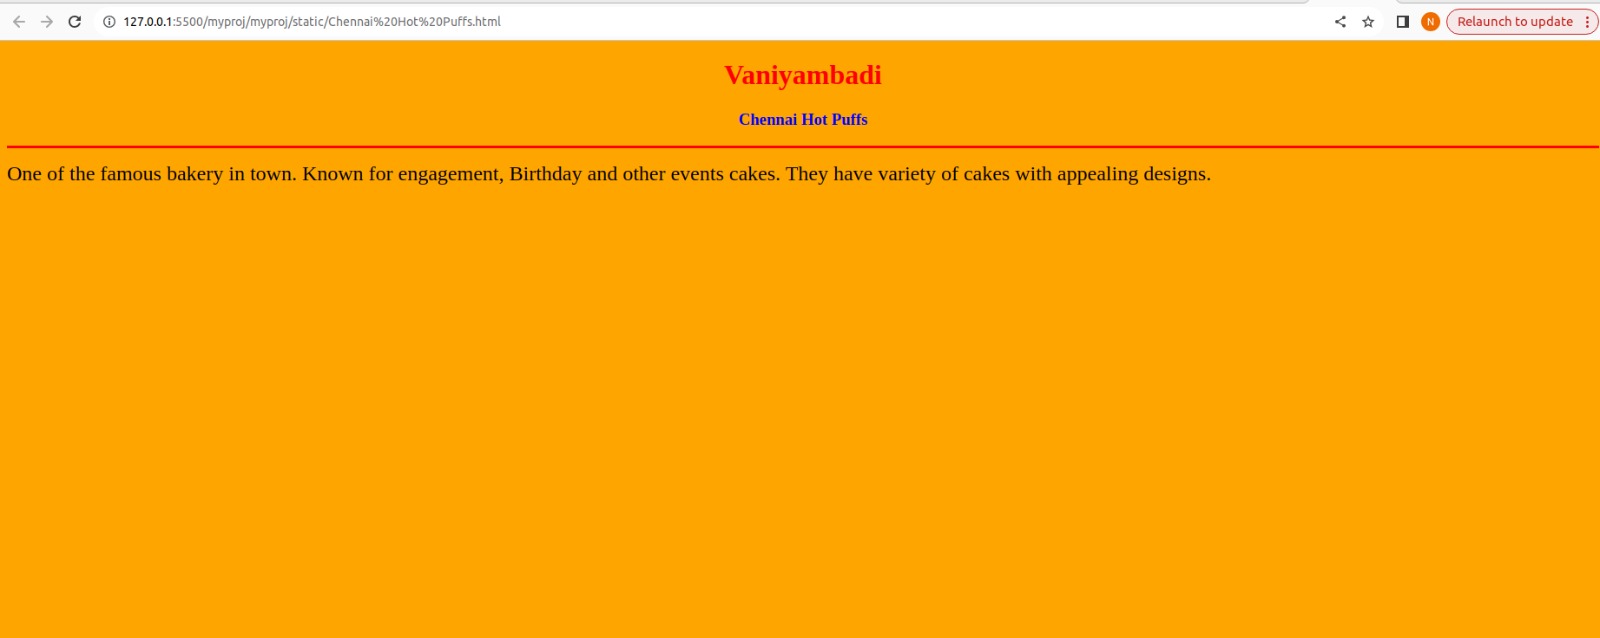 127.0.0.1:5500/myproj/myproj/static/Chennai%20Hot%20Puffs.html
N
Relaunch to update
Vaniyambadi
Chennai Hot Puffs
One of the famous bakery in town. Known for engagement, Birthday and other events cakes. They have variety of cakes with appealing designs.